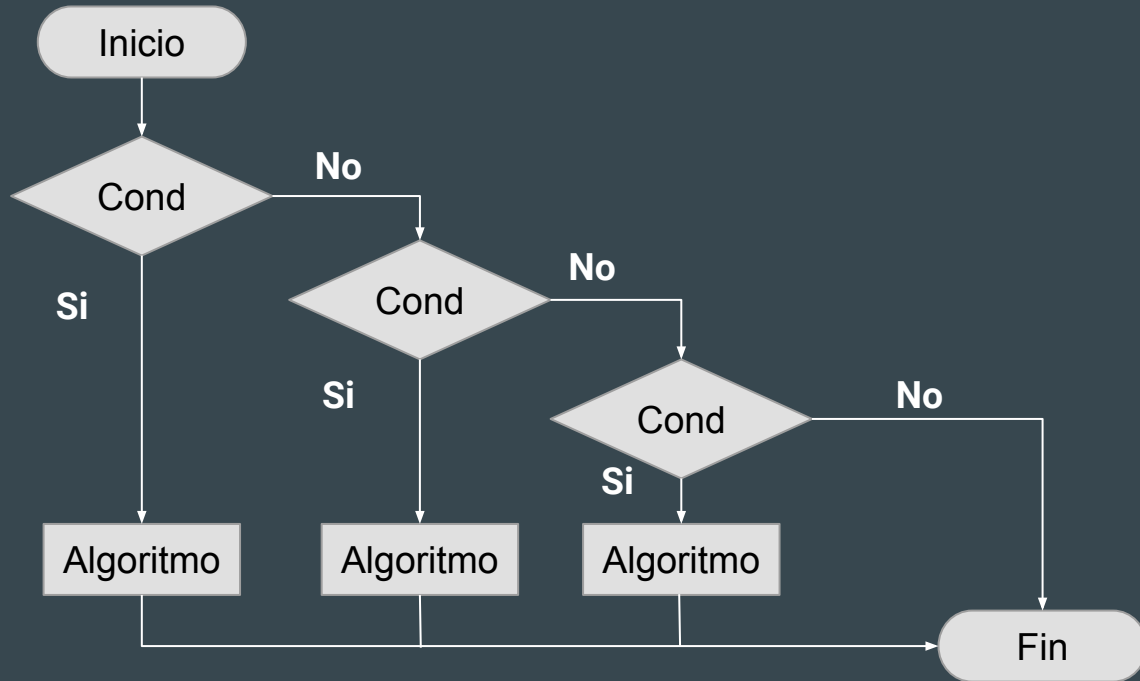 Inicio
Cond
No
Si
Cond
No
Si
Cond
No
Si
Algoritmo
Algoritmo
Algoritmo
Fin